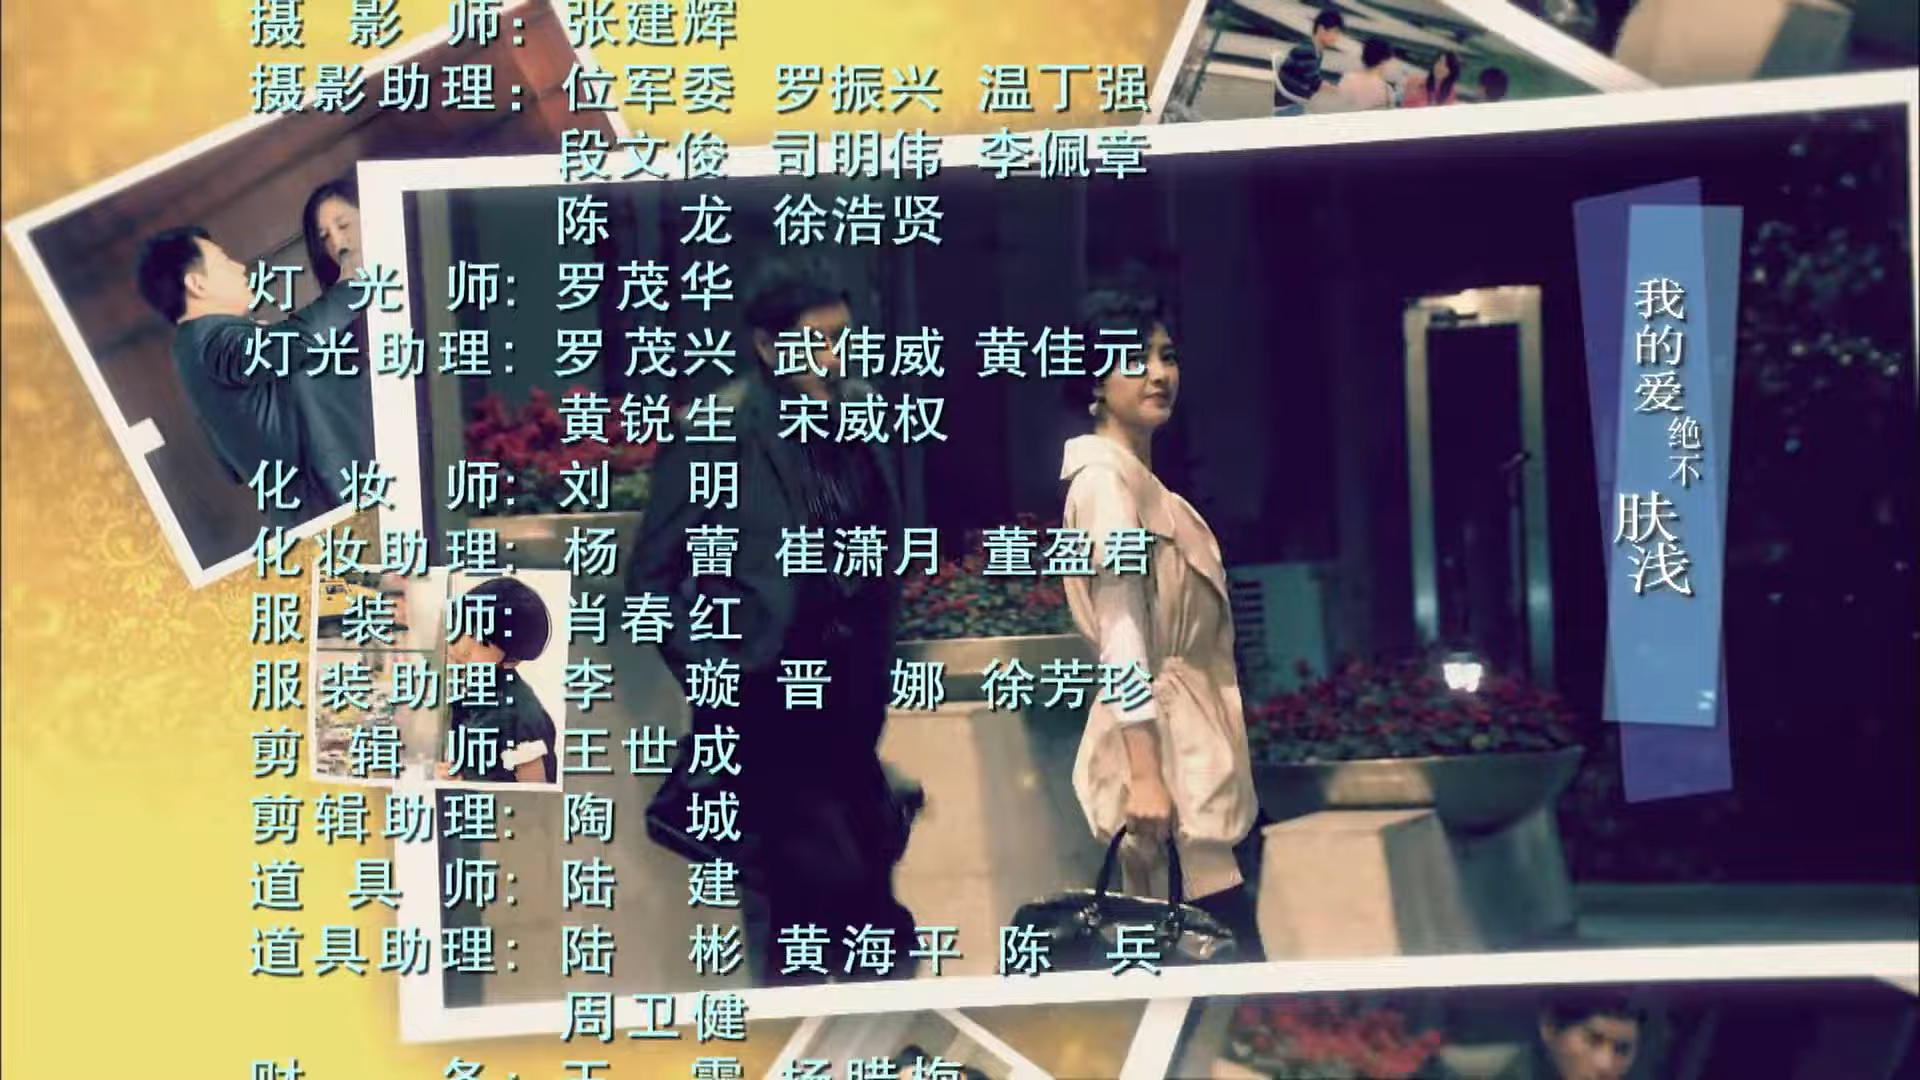 摄影师：张建辉
摄影助理：位军委 罗振兴 温丁强
段文俊 司明伟 李佩章
陈龙 徐浩贤
灯光师：罗茂华
灯光助理：罗茂兴 武伟威 黄佳元
黄锐生 宋威权
化妆师：刘明
化妆助理：杨蕾 崔潇月 董盈君
服装师：肖春红
服装助理：李璇 晋娜 徐芳珍
剪辑师：王世成
剪辑助理：陶城
道具师：陆建
道具助理：陆彬 黄海平 陈兵
周卫健
我的爱绝不肤浅